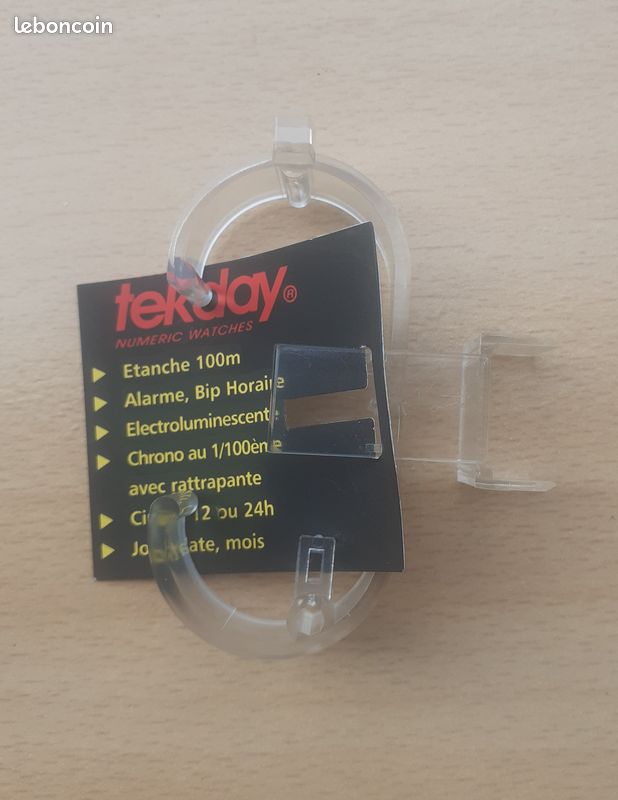 leboncoin
tekday®
NUMERIC WATCHES
Etanche 100m
Alarme, Bip Horaire
Electroluminescente
Chrono au 1/100ème
avec rattrapante
12 ou 24h
date, mois